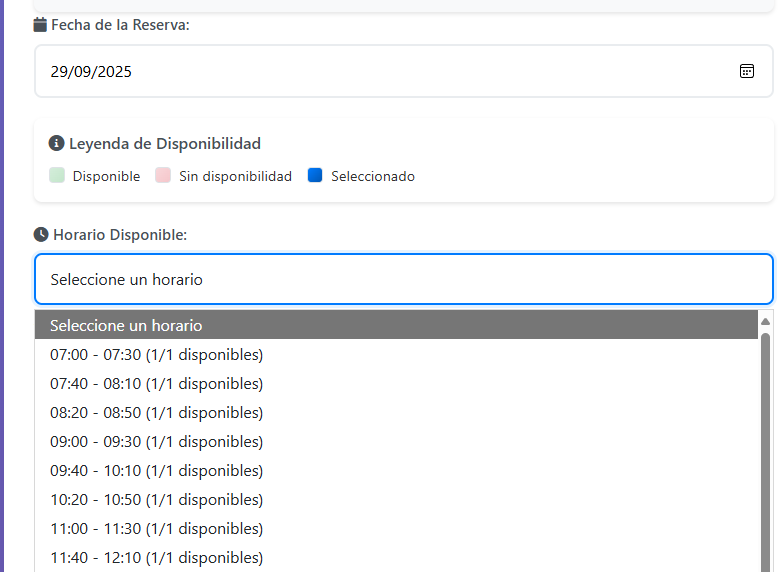 Fecha de la Reserva:
29/09/2025
Leyenda de Disponibilidad
Disponible Sin disponibilidad Seleccionado
Horario Disponible:
Seleccione un horario
Seleccione un horario
07:00 - 07:30 (1/1 disponibles)
07:40 - 08:10 (1/1 disponibles)
08:20 - 08:50 (1/1 disponibles)
09:00 - 09:30 (1/1 disponibles)
09:40 - 10:10 (1/1 disponibles)
10:20 - 10:50 (1/1 disponibles)
11:00 - 11:30 (1/1 disponibles)
11:40 - 12:10 (1/1 disponibles)